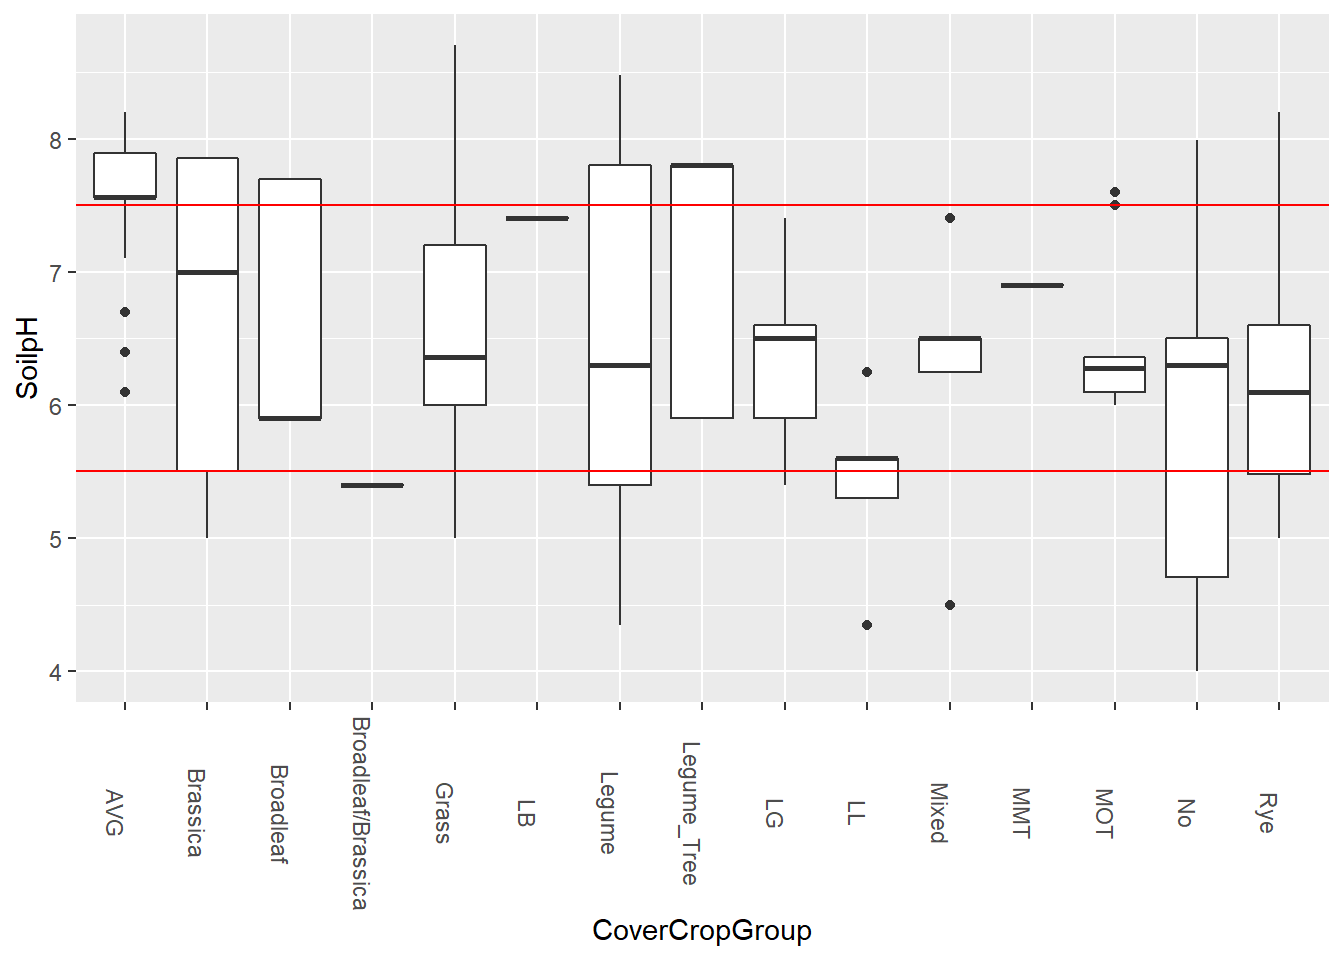 SoilpH
8
7
6
5
4
AVG
Brassica
Broadleaf
Broadleaf/Brassica
Grass
LB
Legume
Legume_Tree
LG
LL
Mixed
MMT
MOT
No
Rye
CoverCropGroup